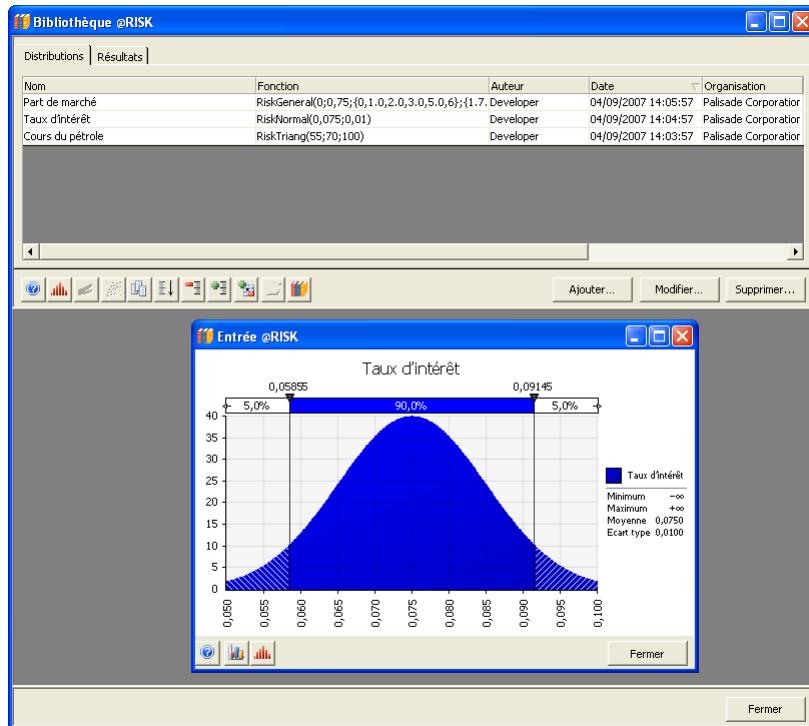 Bibliothèque @RISK
Distributions Résultats
Nom Fonction Auteur Date Organisation
Part de marché RiskGeneral(0;0,75;{0,1.0,2.0,3.0,5.0,6};{1.7. Developer 04/09/2007 14:05:57 Palisade Corporation
Taux d'intérêt RiskNormal(0,075;0,01) Developer 04/09/2007 14:04:57 Palisade Corporation
Cours du pétrole RiskTriang(55;70;100) Developer 04/09/2007 14:03:57 Palisade Corporation
Ajouter... Modifier... Supprimer...
Entrée @RISK
Taux d'intérêt
0,05855 0,09145
5,0% 90,0% 5,0%
40
35
30
25
20
15
10
5
0
0,050 0,055 0,060 0,065 0,070 0,075 0,080 0,085 0,090 0,095 0,100
Taux d'intérêt
Minimum −∞
Maximum +∞
Moyenne 0,0750
Ecart type 0,0100
Fermer
Fermer